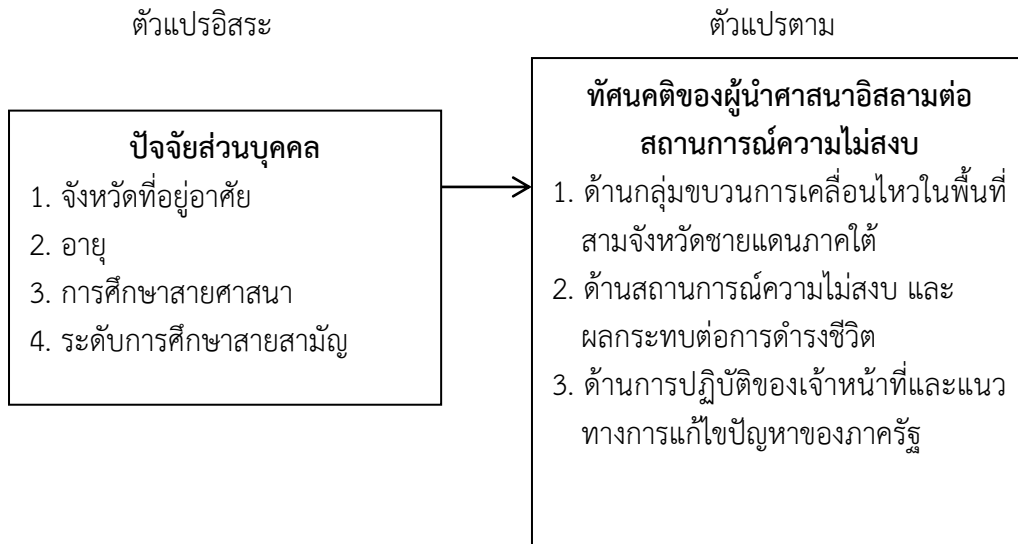 ตัวแปรอิสระ
ตัวแปรตาม
ปัจจัยส่วนบุคคล
1. จังหวัดที่อยู่อาศัย
2. อายุ
3. การศึกษาสายศาสนา
4. ระดับการศึกษาสายสามัญ
ทัศนคติของผู้นำศาสนาอิสลามต่อ
สถานการณ์ความไม่สงบ
1. ด้านกลุ่มขบวนการเคลื่อนไหวในพื้นที่
สามจังหวัดชายแดนภาคใต้
2. ด้านสถานการณ์ความไม่สงบ และ
ผลกระทบต่อการดำรงชีวิต
3. ด้านการปฏิบัติของเจ้าหน้าที่และแนว
ทางการแก้ไขปัญหาของภาครัฐ